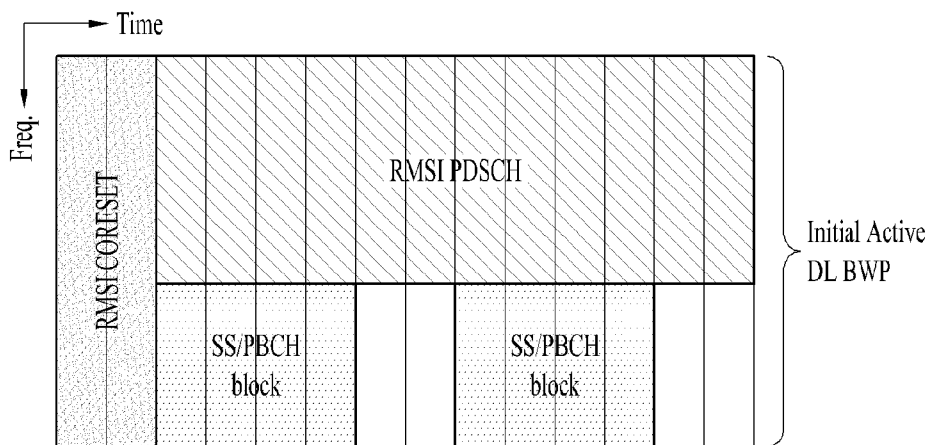 Time
Freq.
RMSI CORESET
RMSI PDSCH
SS/PBCH
block
SS/PBCH
block
Initial Active
DL BWP